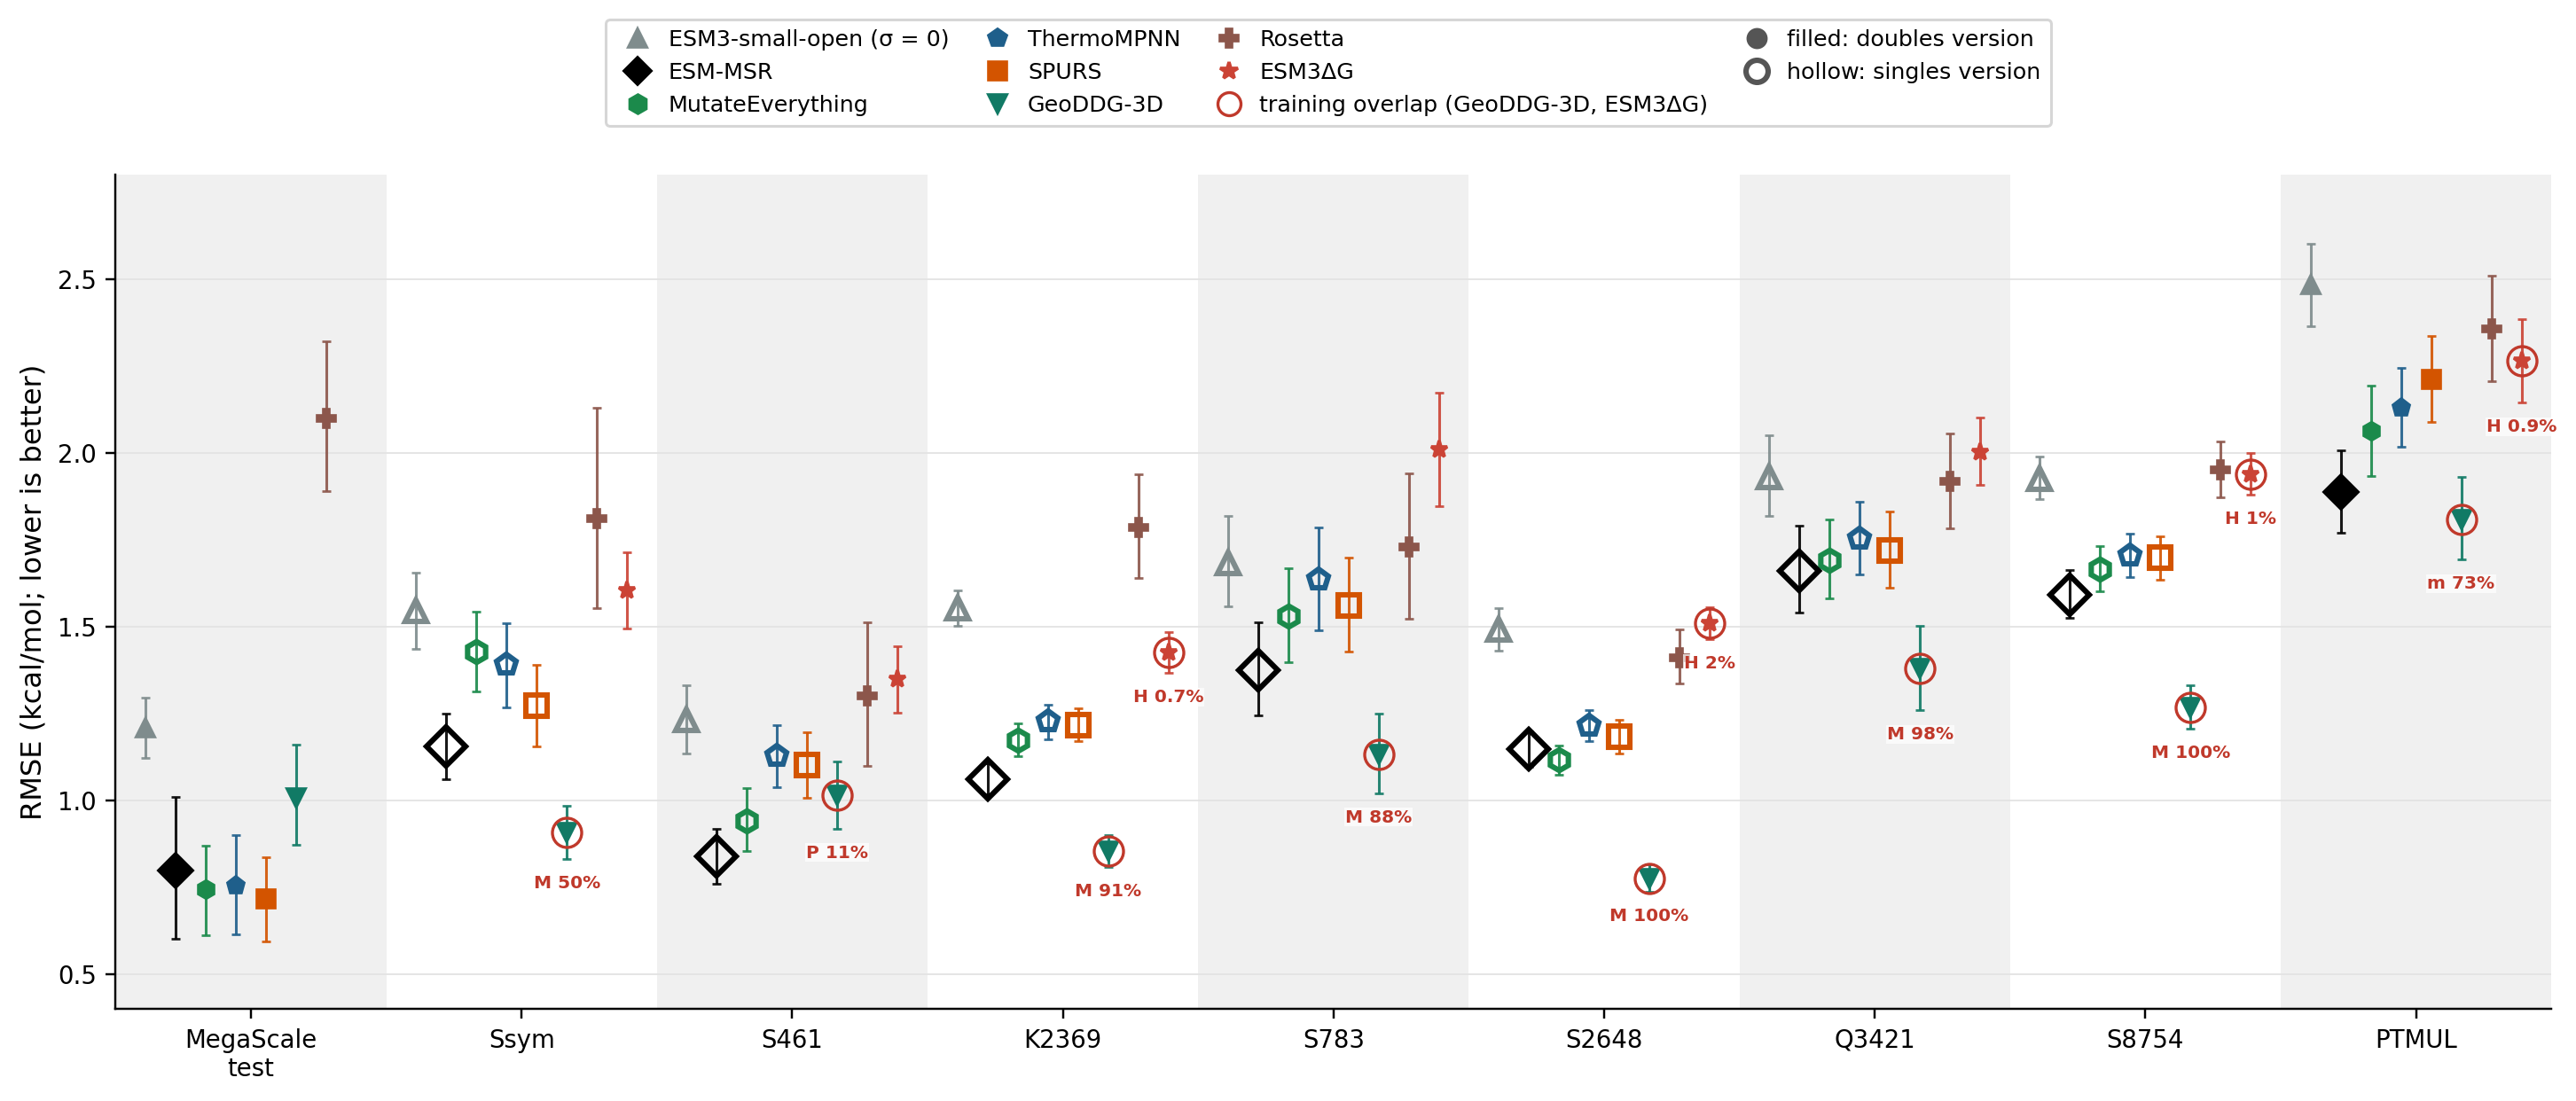 ESM3-small-open (σ = 0)
ESM-MSR
MutateEverything
ThermoMPNN
SPURS
GeoDDG-3D
Rosetta
ESM3ΔG
training overlap (GeoDDG-3D, ESM3ΔG)
filled: doubles version
hollow: singles version
RMSE (kcal/mol; lower is better)
2.5
2.0
1.5
1.0
0.5
M 50%
P 11%
H 0.7%
M 91%
M 88%
H 2%
M 100%
M 98%
H 1%
M 100%
H 0.9%
m 73%
MegaScale
test
Ssym
S461
K2369
S783
S2648
Q3421
S8754
PTMUL